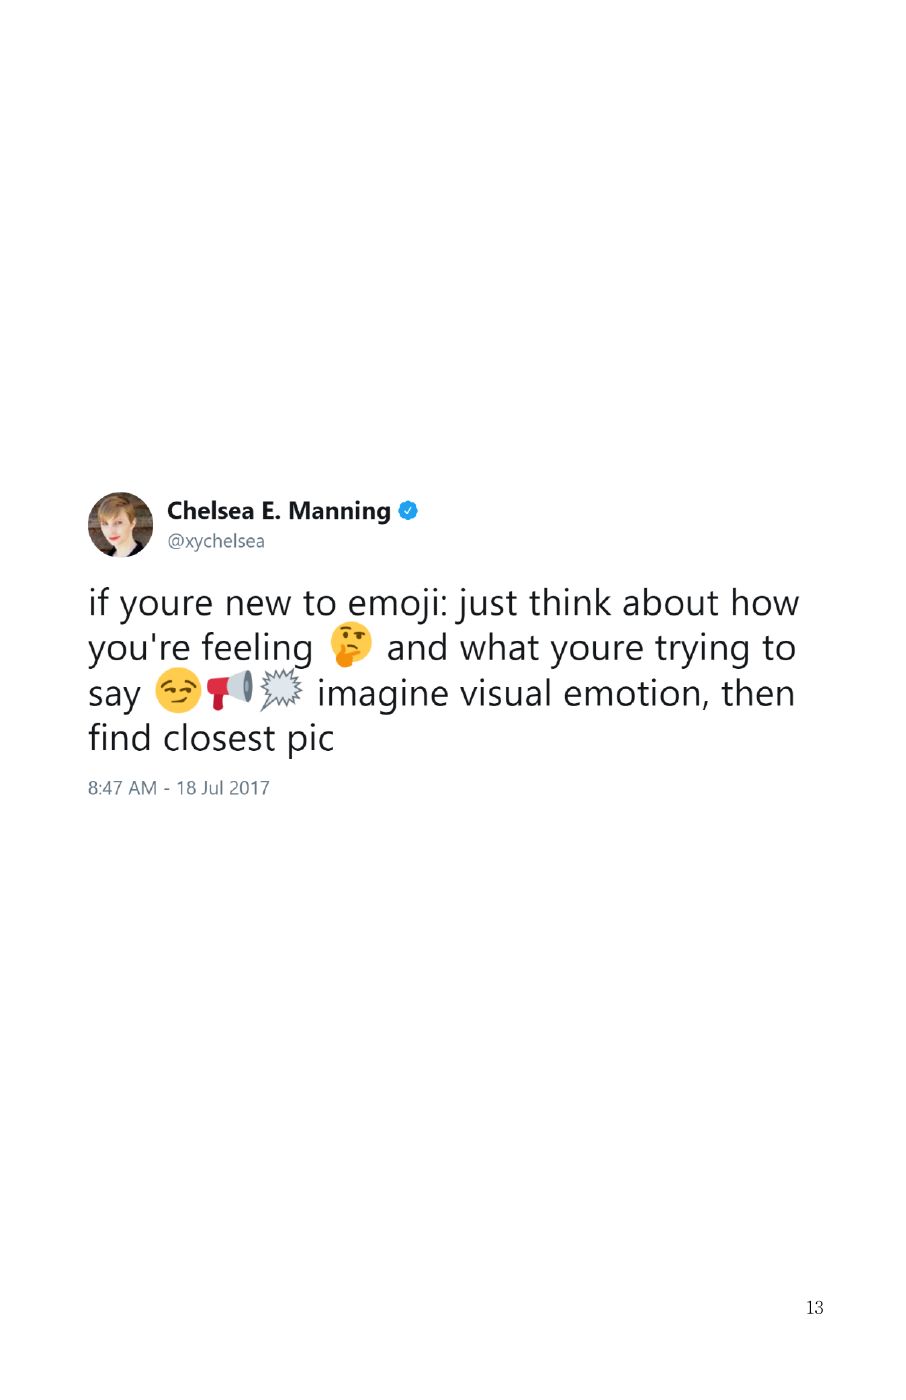 Chelsea E. Manning
@xychelsea
if youre new to emoji: just think about how
you're feeling 🤔 and what youre trying to
say 😏📢🗯 imagine visual emotion, then
find closest pic
8:47 AM - 18 Jul 2017
13